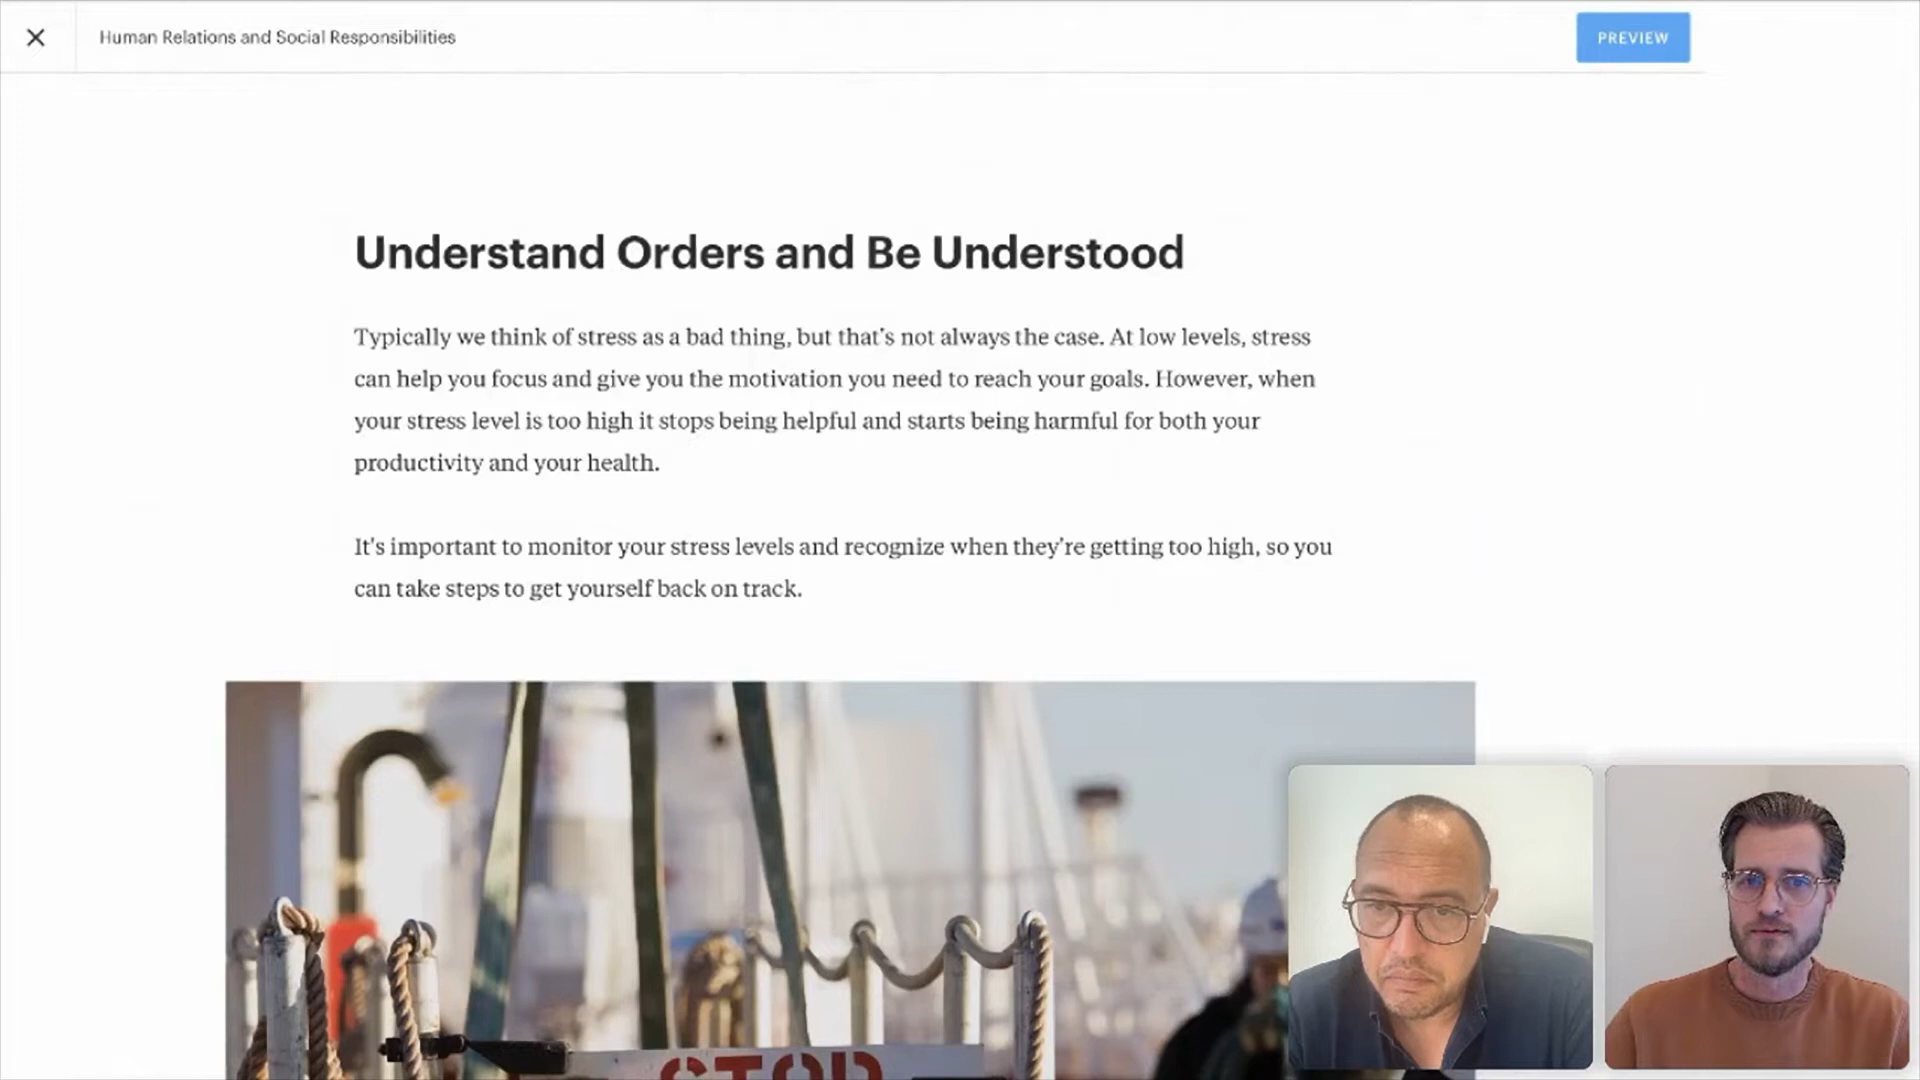 Human Relations and Social Responsibilities
PREVIEW
Understand Orders and Be Understood
Typically we think of stress as a bad thing, but that's not always the case. At low levels, stress
can help you focus and give you the motivation you need to reach your goals. However, when
your stress level is too high it stops being helpful and starts being harmful for both your
productivity and your health.
It's important to monitor your stress levels and recognize when they're getting too high, so you
can take steps to get yourself back on track.
STOP